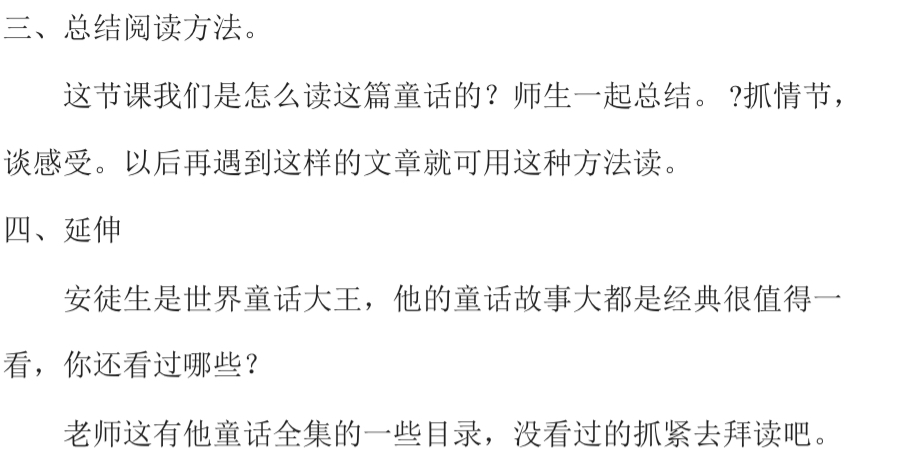 三、总结阅读方法。
这节课我们是怎么读这篇童话的？师生一起总结。 ?抓情节，
谈感受。以后再遇到这样的文章就可用这种方法读。
四、延伸
安徒生是世界童话大王，他的童话故事大都是经典很值得一
看，你还看过哪些？
老师这有他童话全集的一些目录，没看过的抓紧去拜读吧。